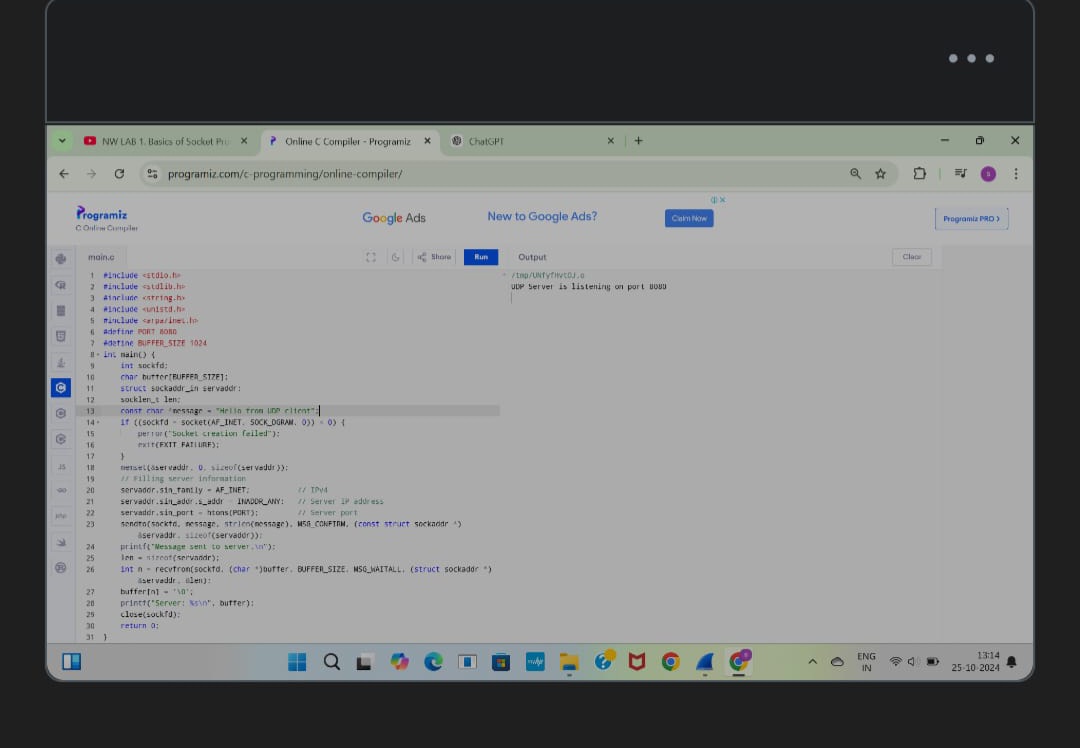 NW LAB 1. Basics of Socket Pro
Online C Compiler - Programiz
ChatGPT
programiz.com/c-programming/online-compiler/
S
Programiz
C Online Compiler
Google Ads
New to Google Ads?
Claim Now
Programiz PRO >
main.c
Share
Run
Output
Clear
1 #include <stdio.h>
2 #include <stdlib.h>
3 #include <string.h>
4 #include <unistd.h>
5 #include <arpa/inet.h>
6 #define PORT 8080
7 #define BUFFER_SIZE 1024
8 int main() {
9 int sockfd;
10 char buffer[BUFFER_SIZE];
11 struct sockaddr_in servaddr;
12 socklen_t len;
13 const char *message = "Hello from UDP client";
14 if ((sockfd = socket(AF_INET, SOCK_DGRAM, 0)) < 0) {
15 perror("Socket creation failed");
16 exit(EXIT_FAILURE);
17 }
18 memset(&servaddr, 0, sizeof(servaddr));
19 // Filling server information
20 servaddr.sin_family = AF_INET; // IPv4
21 servaddr.sin_addr.s_addr = INADDR_ANY; // Server IP address
22 servaddr.sin_port = htons(PORT); // Server port
23 sendto(sockfd, message, strlen(message), MSG_CONFIRM, (const struct sockaddr *)
&servaddr, sizeof(servaddr));
24 printf("Message sent to server.\n");
25 len = sizeof(servaddr);
26 int n = recvfrom(sockfd, (char *)buffer, BUFFER_SIZE, MSG_WAITALL, (struct sockaddr *)
&servaddr, &len);
27 buffer[n] = '\0';
28 printf("Server: %s\n", buffer);
29 close(sockfd);
30 return 0;
31 }
UDP Server is listening on port 8080
JS
GO
php
ENG
IN
13:14
25-10-2024